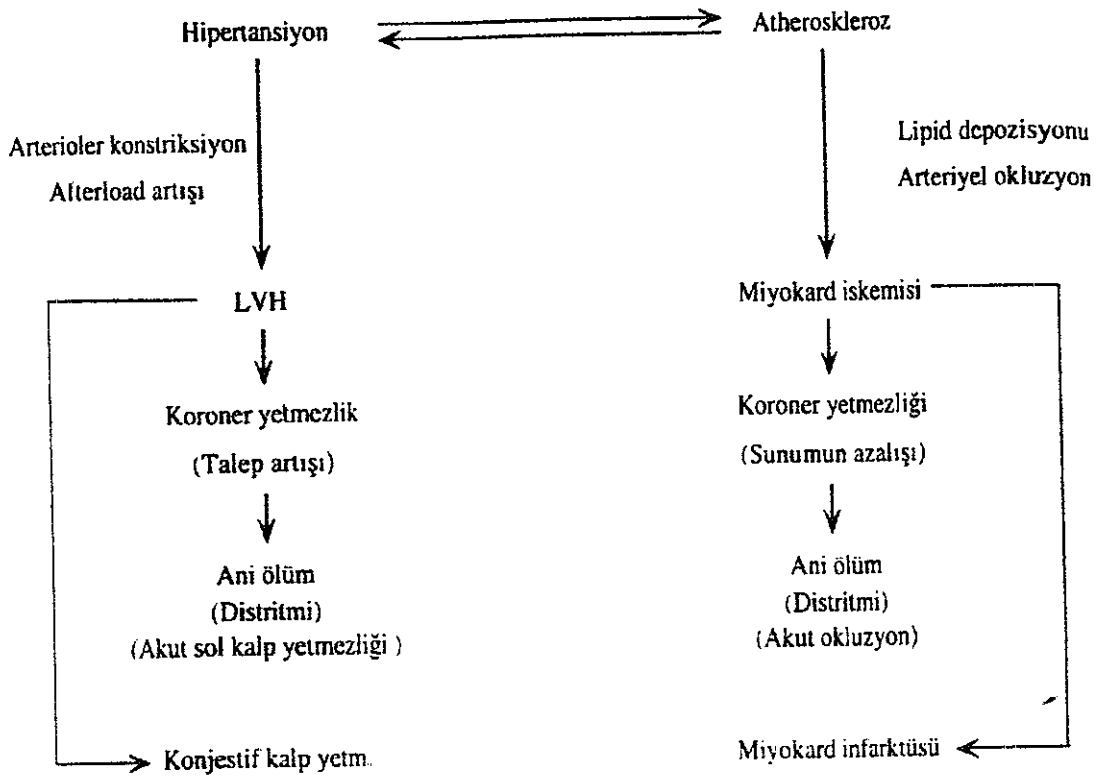 Hipertansiyon
Atheroskleroz
Arterioler konstriksiyon
Afterload artışı
Lipid depozisyonu
Arteriyel okluzyon
LVH
Miyokard iskemisi
Koroner yetmezlik
(Talep artışı)
Koroner yetmezliği
(Sunumun azalışı)
Ani ölüm
(Distritmi)
(Akut sol kalp yetmezliği )
Ani ölüm
(Distritmi)
(Akut okluzyon)
Konjestif kalp yetm.
Miyokard infarktüsü